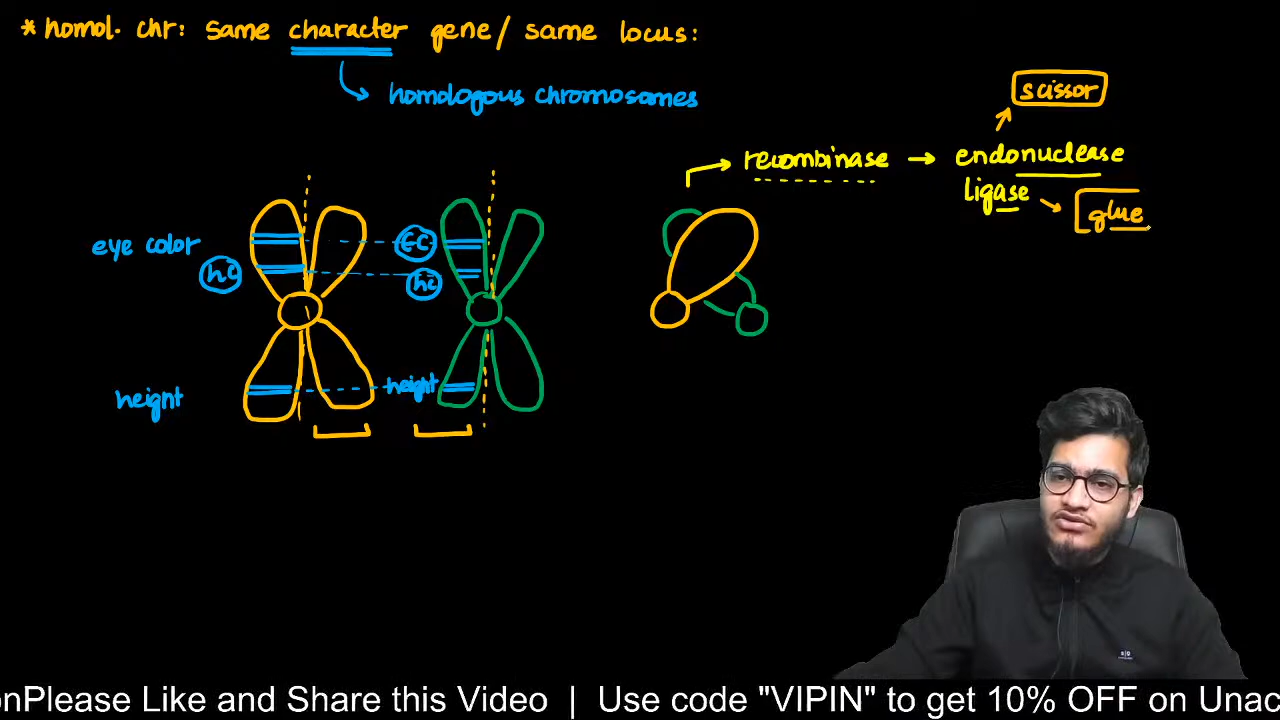 * homol. chr: same character gene/ same locus:
homologous chromosomes
scissor
recombinase → endonuclease
ligase
glue
eye color
EC
hc
hc
height
height
onPlease Like and Share this Video | Use code "VIPIN" to get 10% OFF on Unac